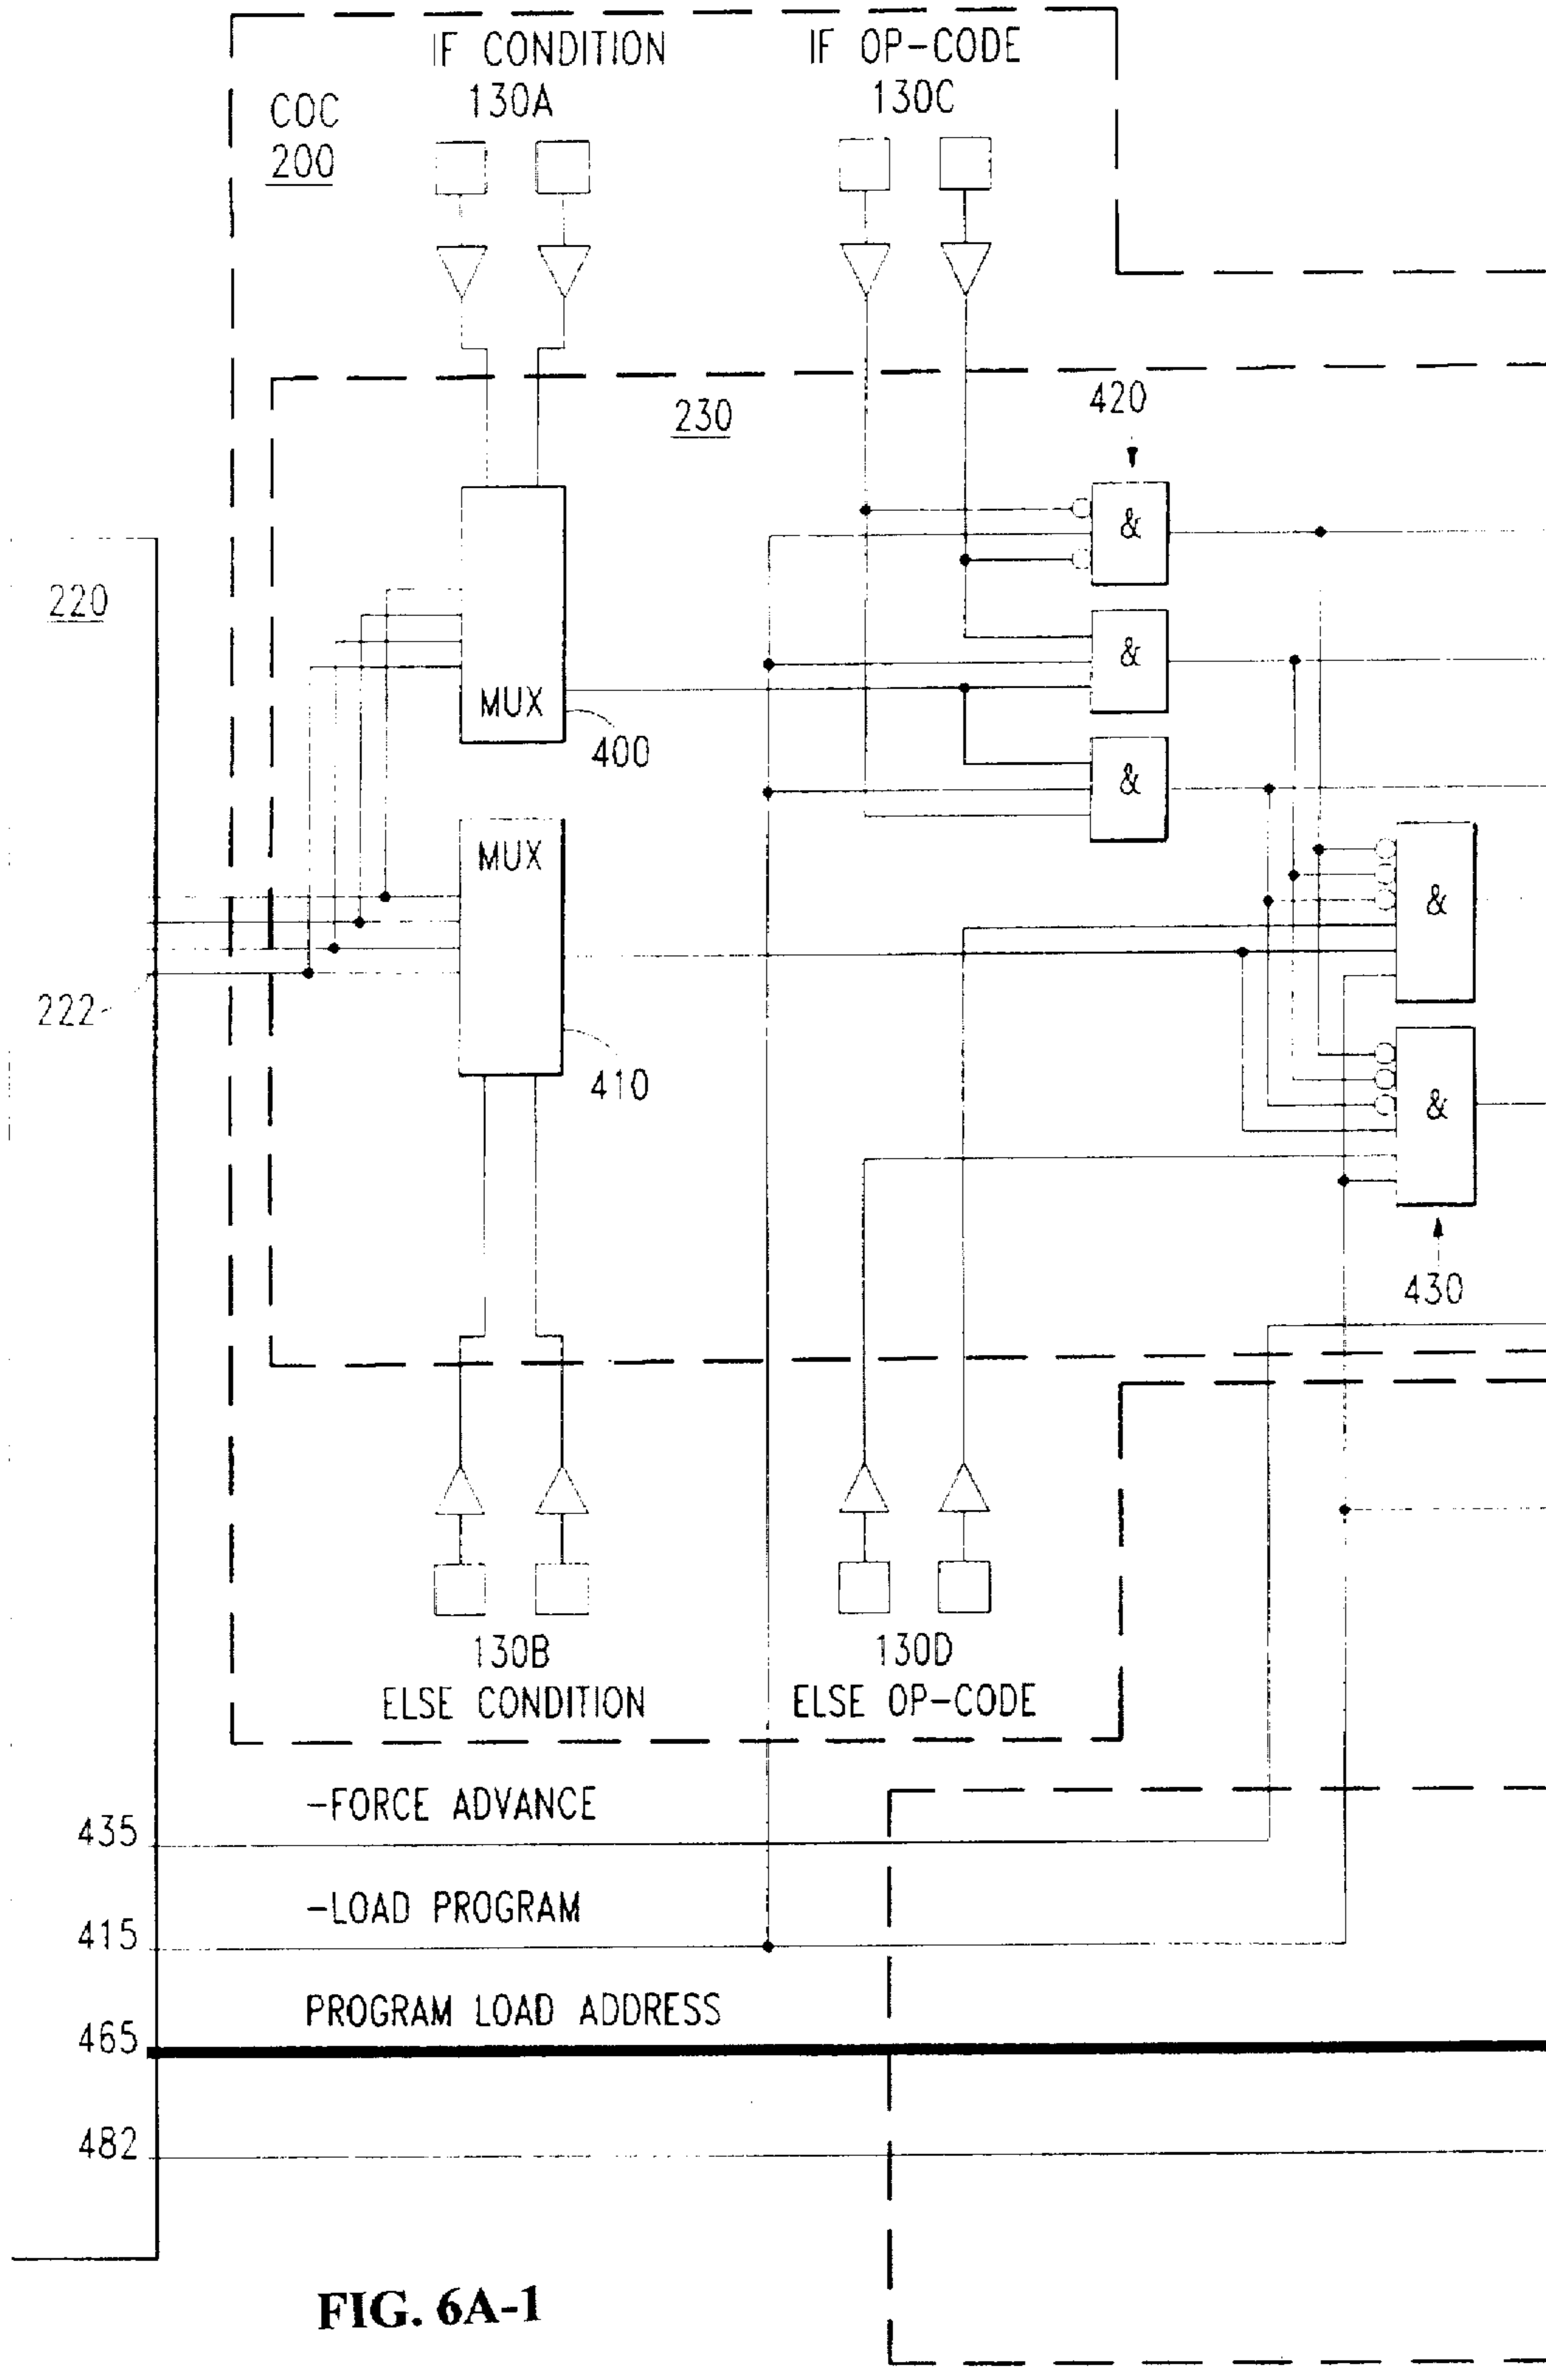 IF CONDITION
130A
IF OP-CODE
130C
COC
200
230
420
&
220
&
MUX
400
&
MUX
&
222
410
&
430
130B
ELSE CONDITION
130D
ELSE OP-CODE
-FORCE ADVANCE
435
-LOAD PROGRAM
415
PROGRAM LOAD ADDRESS
465
482
FIG. 6A-1